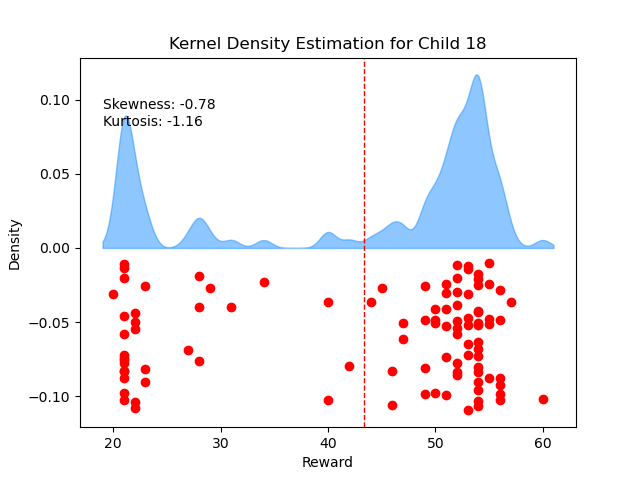 Kernel Density Estimation for Child 18
Skewness: -0.78
Kurtosis: -1.16
Density
0.10
0.05
0.00
−0.05
−0.10
20 30 40 50 60
Reward